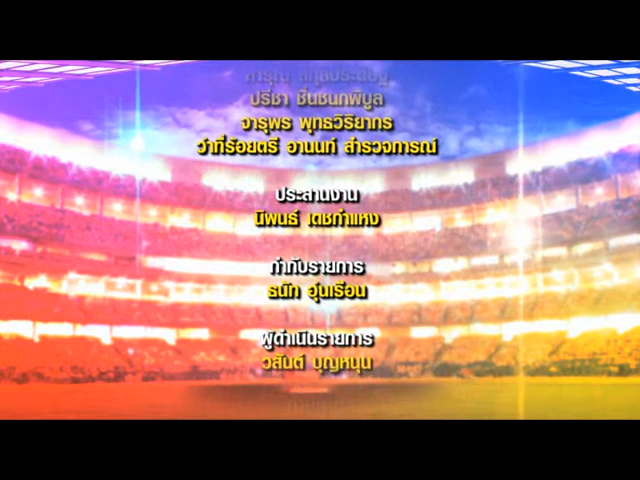 ปรีชา ชื่นชนกพิบูล
จารุพร พุทธวิริยากร
ว่าที่ร้อยตรี อานนท์ สำรวจการณ์
ประสานงาน
นิพนธ์ เดชกำแหง
กำกับรายการ
ธนัท อุ่นเรือน
ผู้ดำเนินรายการ
วสันต์ บุญหนุน